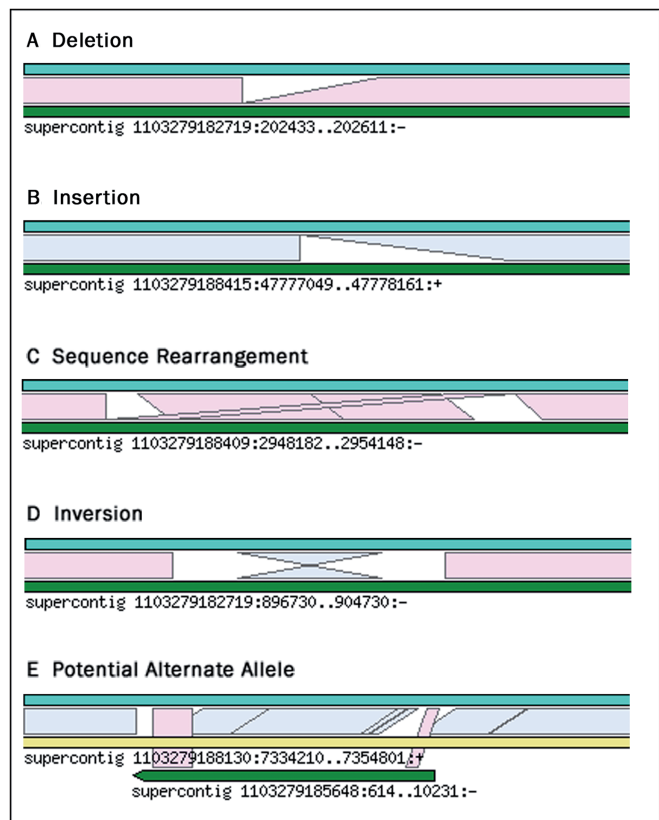 A Deletion
supercontig 1103279182719:202433..202611:-
B Insertion
supercontig 1103279188415:47777049..47778161:+
C Sequence Rearrangement
supercontig 1103279188409:2948182..2954148:-
D Inversion
supercontig 1103279182719:896730..904730:-
E Potential Alternate Allele
supercontig 1103279188130:7334210..7354801:+
supercontig 1103279185648:614..10231:-